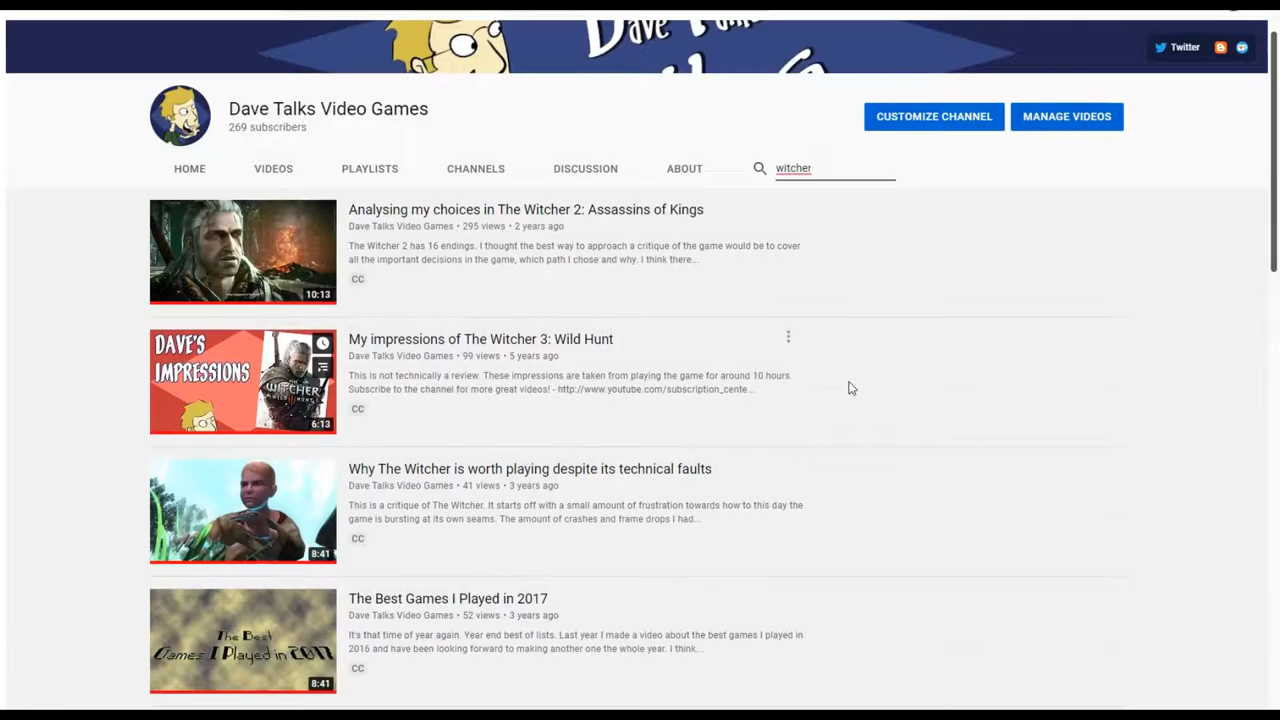 Dave
Twitter
Dave Talks Video Games
269 subscribers
CUSTOMIZE CHANNEL
MANAGE VIDEOS
HOME
VIDEOS
PLAYLISTS
CHANNELS
DISCUSSION
ABOUT
witcher
Analysing my choices in The Witcher 2: Assassins of Kings
Dave Talks Video Games • 295 views • 2 years ago
The Witcher 2 has 16 endings. I thought the best way to approach a critique of the game would be to cover
all the important decisions in the game, which path I chose and why. I think there...
CC
10:13
My impressions of The Witcher 3: Wild Hunt
Dave Talks Video Games • 99 views • 5 years ago
This is not technically a review. These impressions are taken from playing the game for around 10 hours.
Subscribe to the channel for more great videos! - http://www.youtube.com/subscription_cente...
CC
DAVE'S
IMPRESSIONS
WITCHER
WILD HUNT
6:13
Why The Witcher is worth playing despite its technical faults
Dave Talks Video Games • 41 views • 3 years ago
This is a critique of The Witcher. It starts off with a small amount of frustration towards how to this day the
game is bursting at its own seams. The amount of crashes and frame drops I had...
CC
8:41
The Best Games I Played in 2017
Dave Talks Video Games • 52 views • 3 years ago
It's that time of year again. Year end best of lists. Last year I made a video about the best games I played in
2016 and have been looking forward to making another one the whole year. I think...
CC
The Best
Games I Played in 2017
8:41